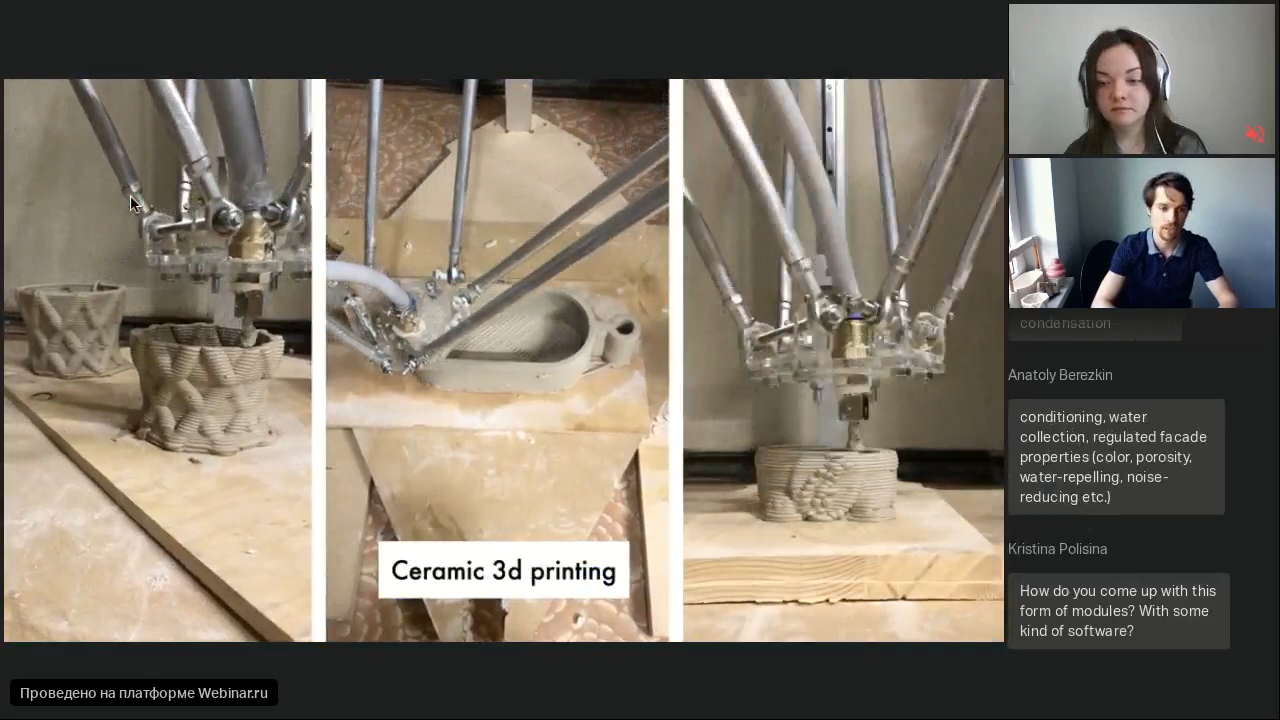 Ceramic 3d printing
condensation
Anatoly Berezkin
conditioning, water
collection, regulated facade
properties (color, porosity,
water-repelling, noise-
reducing etc.)
Kristina Polisina
How do you come up with this
form of modules? With some
kind of software?
Проведено на платформе Webinar.ru